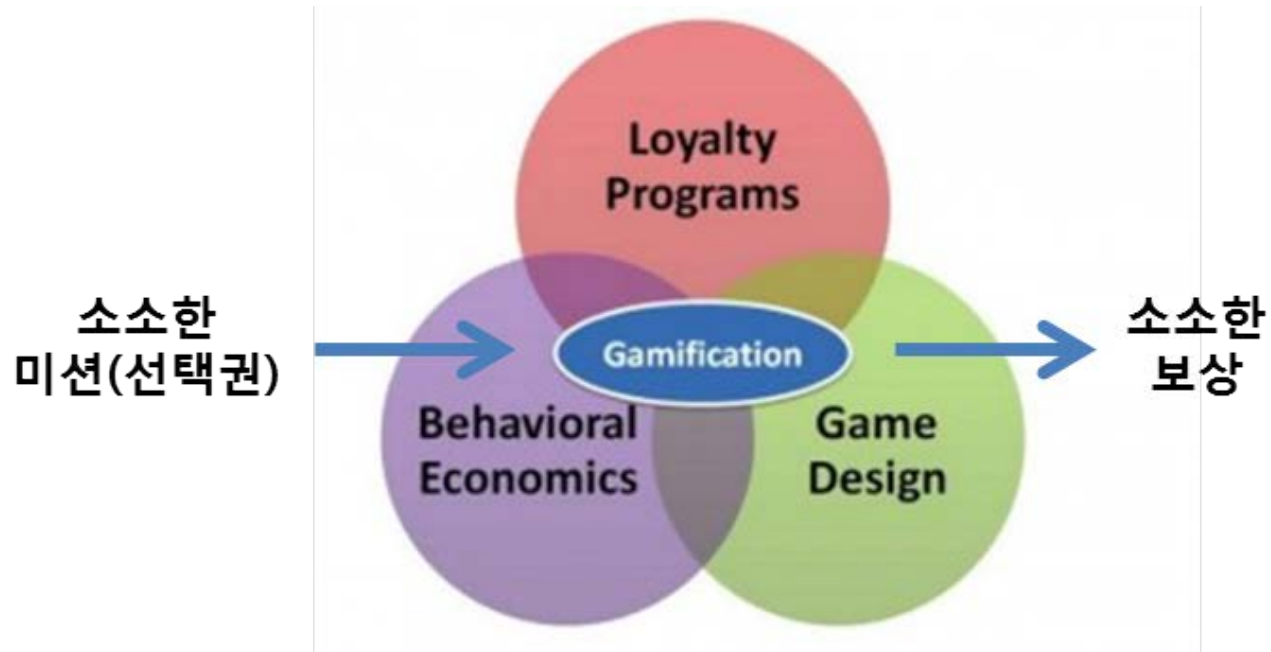 Loyalty
Programs
소소한
미션(선택권)
Gamification
소소한
보상
Behavioral
Economics
Game
Design